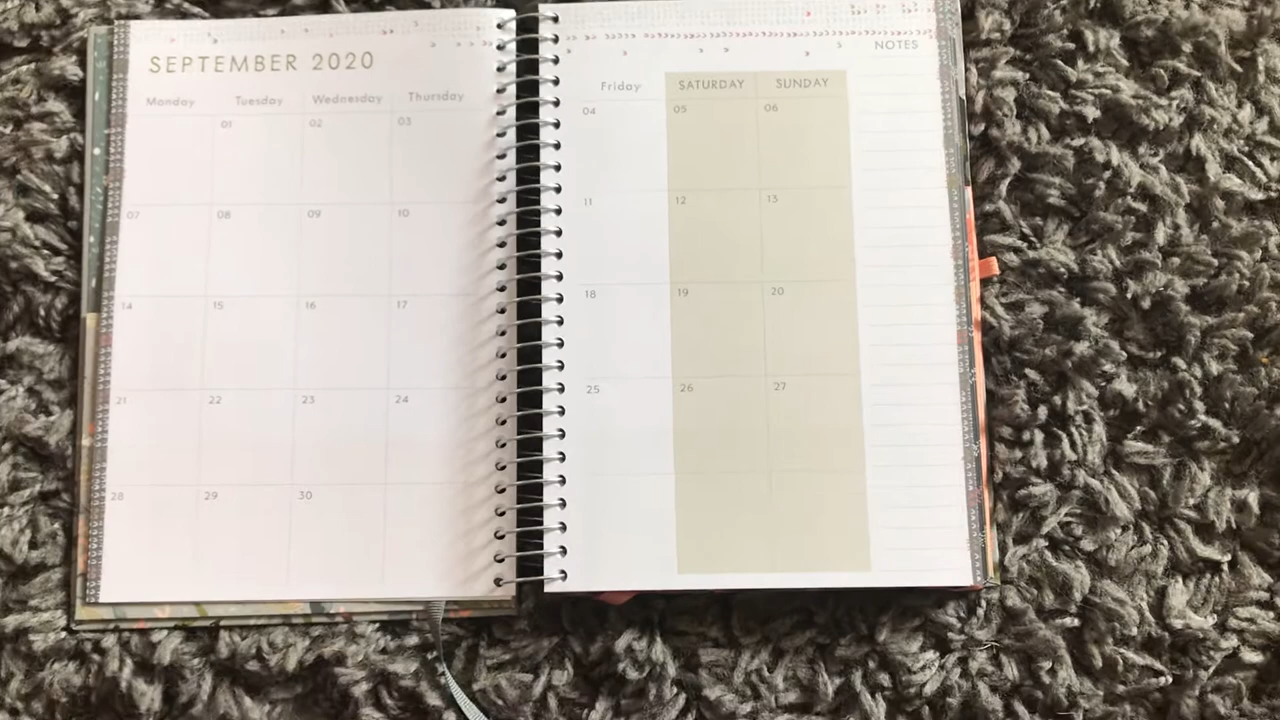 SEPTEMBER 2020
Monday Tuesday Wednesday Thursday
01 02 03
07 08 09 10
14 15 16 17
21 22 23 24
28 29 30
NOTES
Friday SATURDAY SUNDAY
04 05 06
11 12 13
18 19 20
25 26 27